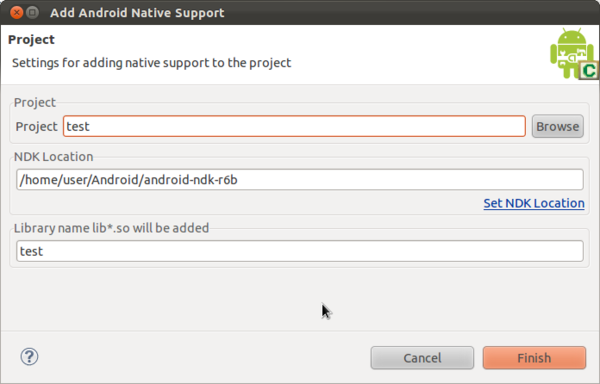 Add Android Native Support
Project
Settings for adding native support to the project
C
Project
Project test Browse
NDK Location
/home/user/Android/android-ndk-r6b
Set NDK Location
Library name lib*.so will be added
test
? Cancel Finish